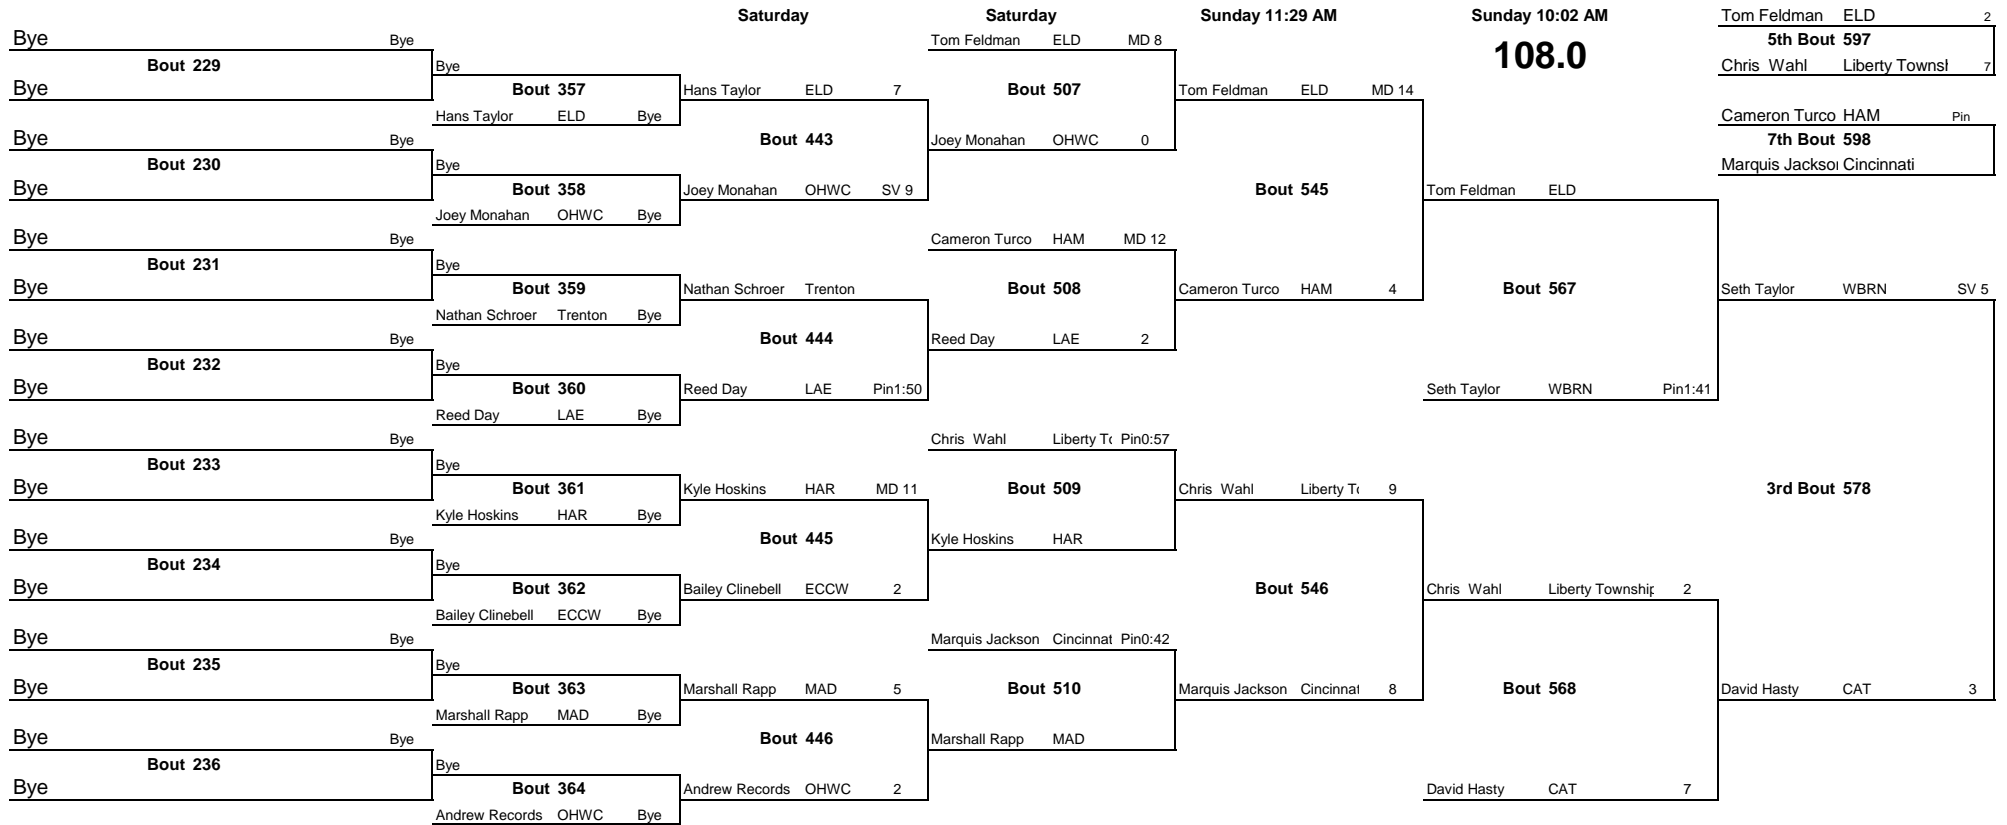 Saturday Saturday Sunday 11:29 AM Sunday 10:02 AM Tom Feldman ELD 2
Bye Bye Tom Feldman ELD MD 8 108.0 5th Bout 597
Bout 229 Bye Chris Wahl Liberty Townsl 7
Bye Bout 357 Hans Taylor ELD 7 Bout 507 Tom Feldman ELD MD 14
Hans Taylor ELD Bye Cameron Turco HAM Pin
Bye Bye Bout 443 Joey Monahan OHWC 0 7th Bout 598
Bout 230 Bye Marquis Jackso Cincinnati
Bye Bout 358 Joey Monahan OHWC SV 9 Bout 545 Tom Feldman ELD
Joey Monahan OHWC Bye
Bye Bye Cameron Turco HAM MD 12
Bout 231 Bye
Bye Bout 359 Nathan Schroer Trenton Bout 508 Cameron Turco HAM 4 Bout 567 Seth Taylor WBRN SV 5
Nathan Schroer Trenton Bye
Bye Bye Bout 444 Reed Day LAE 2
Bout 232 Bye
Bye Bout 360 Reed Day LAE Pin1:50 Seth Taylor WBRN Pin1:41
Reed Day LAE Bye
Bye Bye Chris Wahl Liberty Tc Pin0:57
Bout 233 Bye
Bye Bout 361 Kyle Hoskins HAR MD 11 Bout 509 Chris Wahl Liberty Tc 9 3rd Bout 578
Kyle Hoskins HAR Bye
Bye Bye Bout 445 Kyle Hoskins HAR
Bout 234 Bye
Bye Bout 362 Bailey Clinebell ECCW 2 Bout 546 Chris Wahl Liberty Township 2
Bailey Clinebell ECCW Bye
Bye Bye Marquis Jackson Cincinnat Pin0:42
Bout 235 Bye
Bye Bout 363 Marshall Rapp MAD 5 Bout 510 Marquis Jackson Cincinnat 8 Bout 568 David Hasty CAT 3
Marshall Rapp MAD Bye
Bye Bye Bout 446 Marshall Rapp MAD
Bout 236 Bye
Bye Bout 364 Andrew Records OHWC 2 David Hasty CAT 7
Andrew Records OHWC Bye